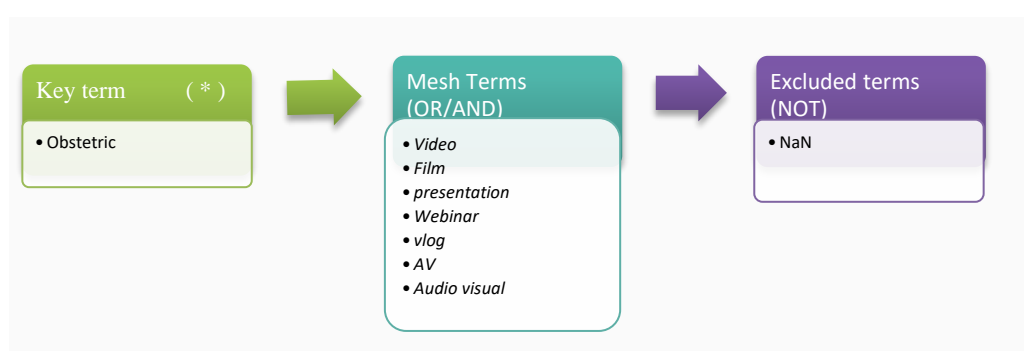 Key term ( * )
• Obstetric
Mesh Terms
(OR/AND)
• Video
• Film
• presentation
• Webinar
• vlog
• AV
• Audio visual
Excluded terms
(NOT)
• NaN